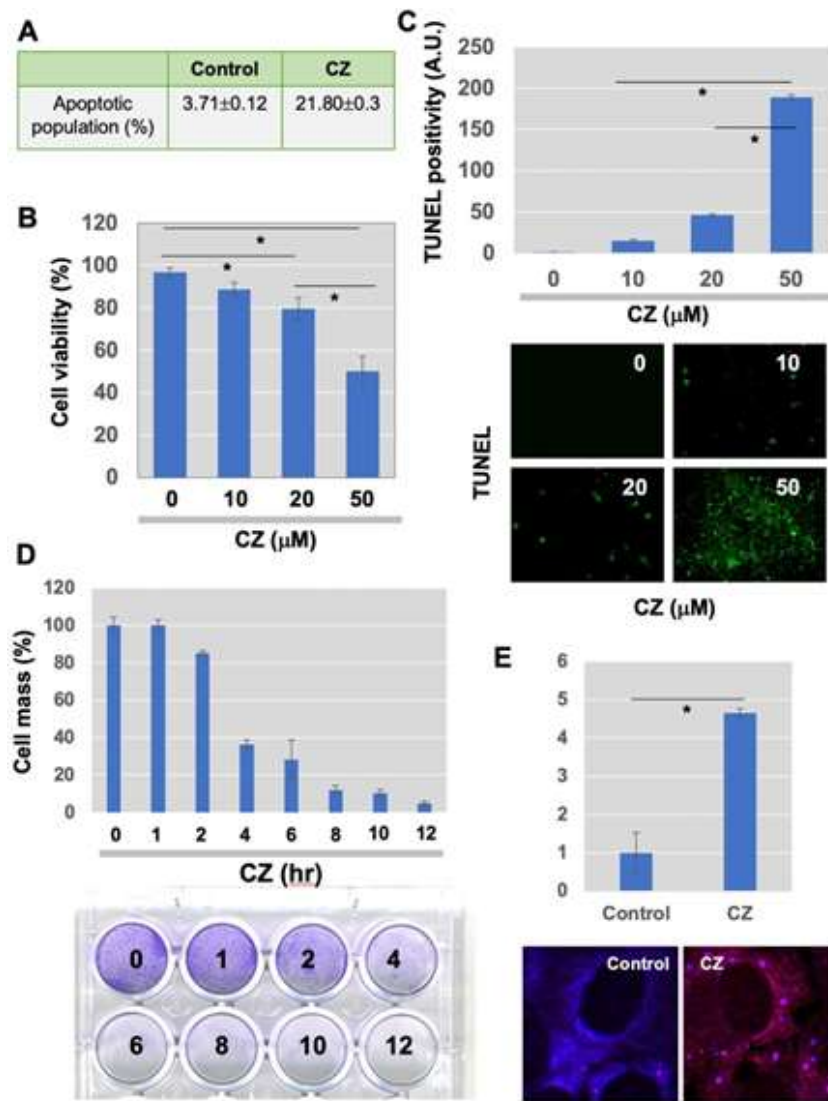 A
Control CZ
Apoptotic population (%) 3.71±0.12 21.80±0.3
B
Cell viability (%)
120
100
80
60
40
20
0
*
*
*
0 10 20 50
CZ (µM)
C
TUNEL positivity (A.U.)
250
200
150
100
50
0
*
*
0 10 20 50
CZ (µM)
TUNEL
0 10
20 50
CZ (µM)
D
Cell mass (%)
120
100
80
60
40
20
0
0 1 2 4 6 8 10 12
CZ (hr)
0 1 2 4
6 8 10 12
E
6
5
4
3
2
1
0
*
Control CZ
Control CZ